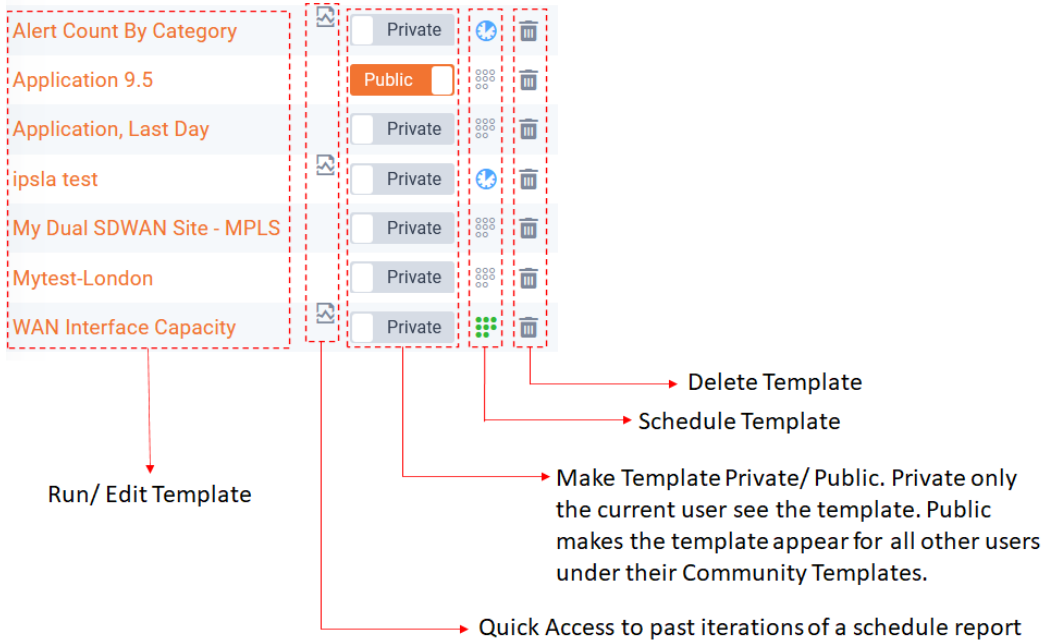 Alert Count By Category Private
Application 9.5 Public
Application, Last Day Private
ipsla test Private
My Dual SDWAN Site - MPLS Private
Mytest-London Private
WAN Interface Capacity Private
Delete Template
Schedule Template
Run/ Edit Template
Make Template Private/ Public. Private only
the current user see the template. Public
makes the template appear for all other users
under their Community Templates.
Quick Access to past iterations of a schedule report